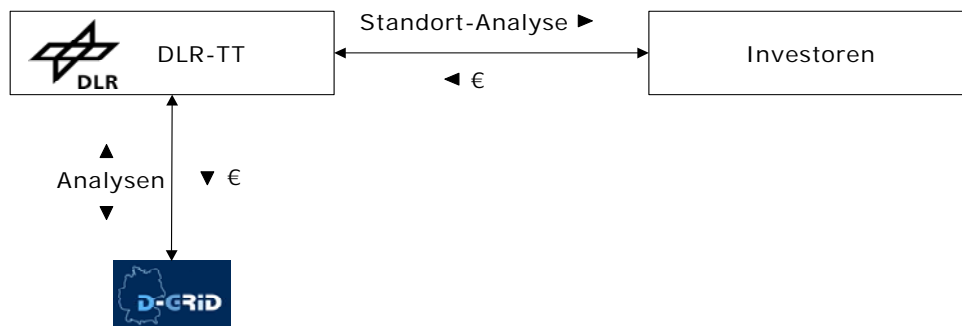 Standort-Analyse ►
DLR-TT
Investoren
DLR
◄ €
▲
Analysen
▼ €
▼
D-GRID